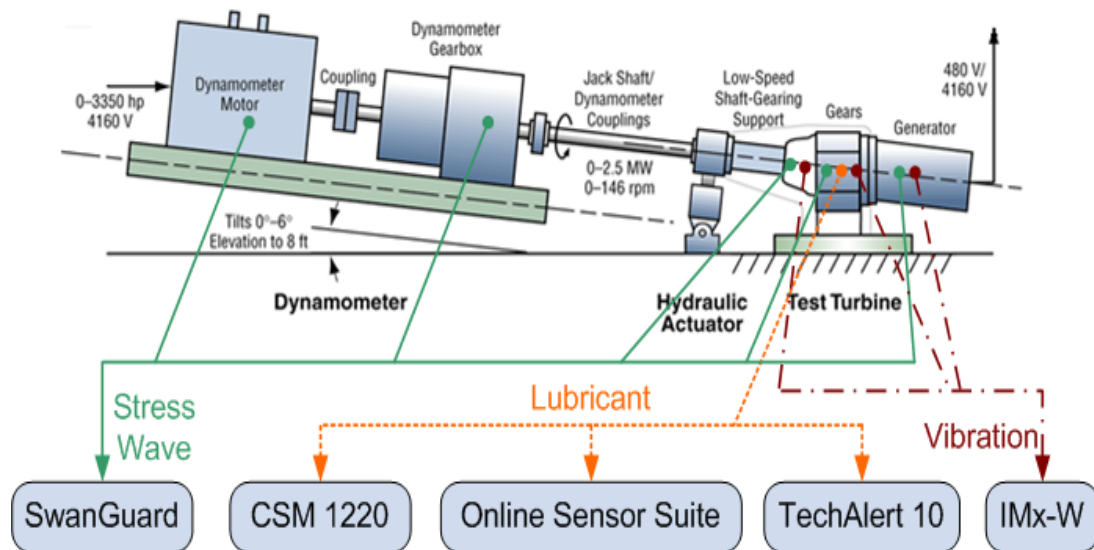 Dynamometer
Gearbox
Dynamometer
Motor
Coupling
0–3350 hp
4160 V
Jack Shaft/
Dynamometer
Couplings
Low-Speed
Shaft-Gearing
Support
Gears
Generator
480 V/
4160 V
0–2.5 MW
0–146 rpm
Tilts 0°–6°
Elevation to 8 ft
Dynamometer
Hydraulic
Actuator
Test Turbine
Stress
Wave
Lubricant
Vibration
SwanGuard
CSM 1220
Online Sensor Suite
TechAlert 10
IMx-W